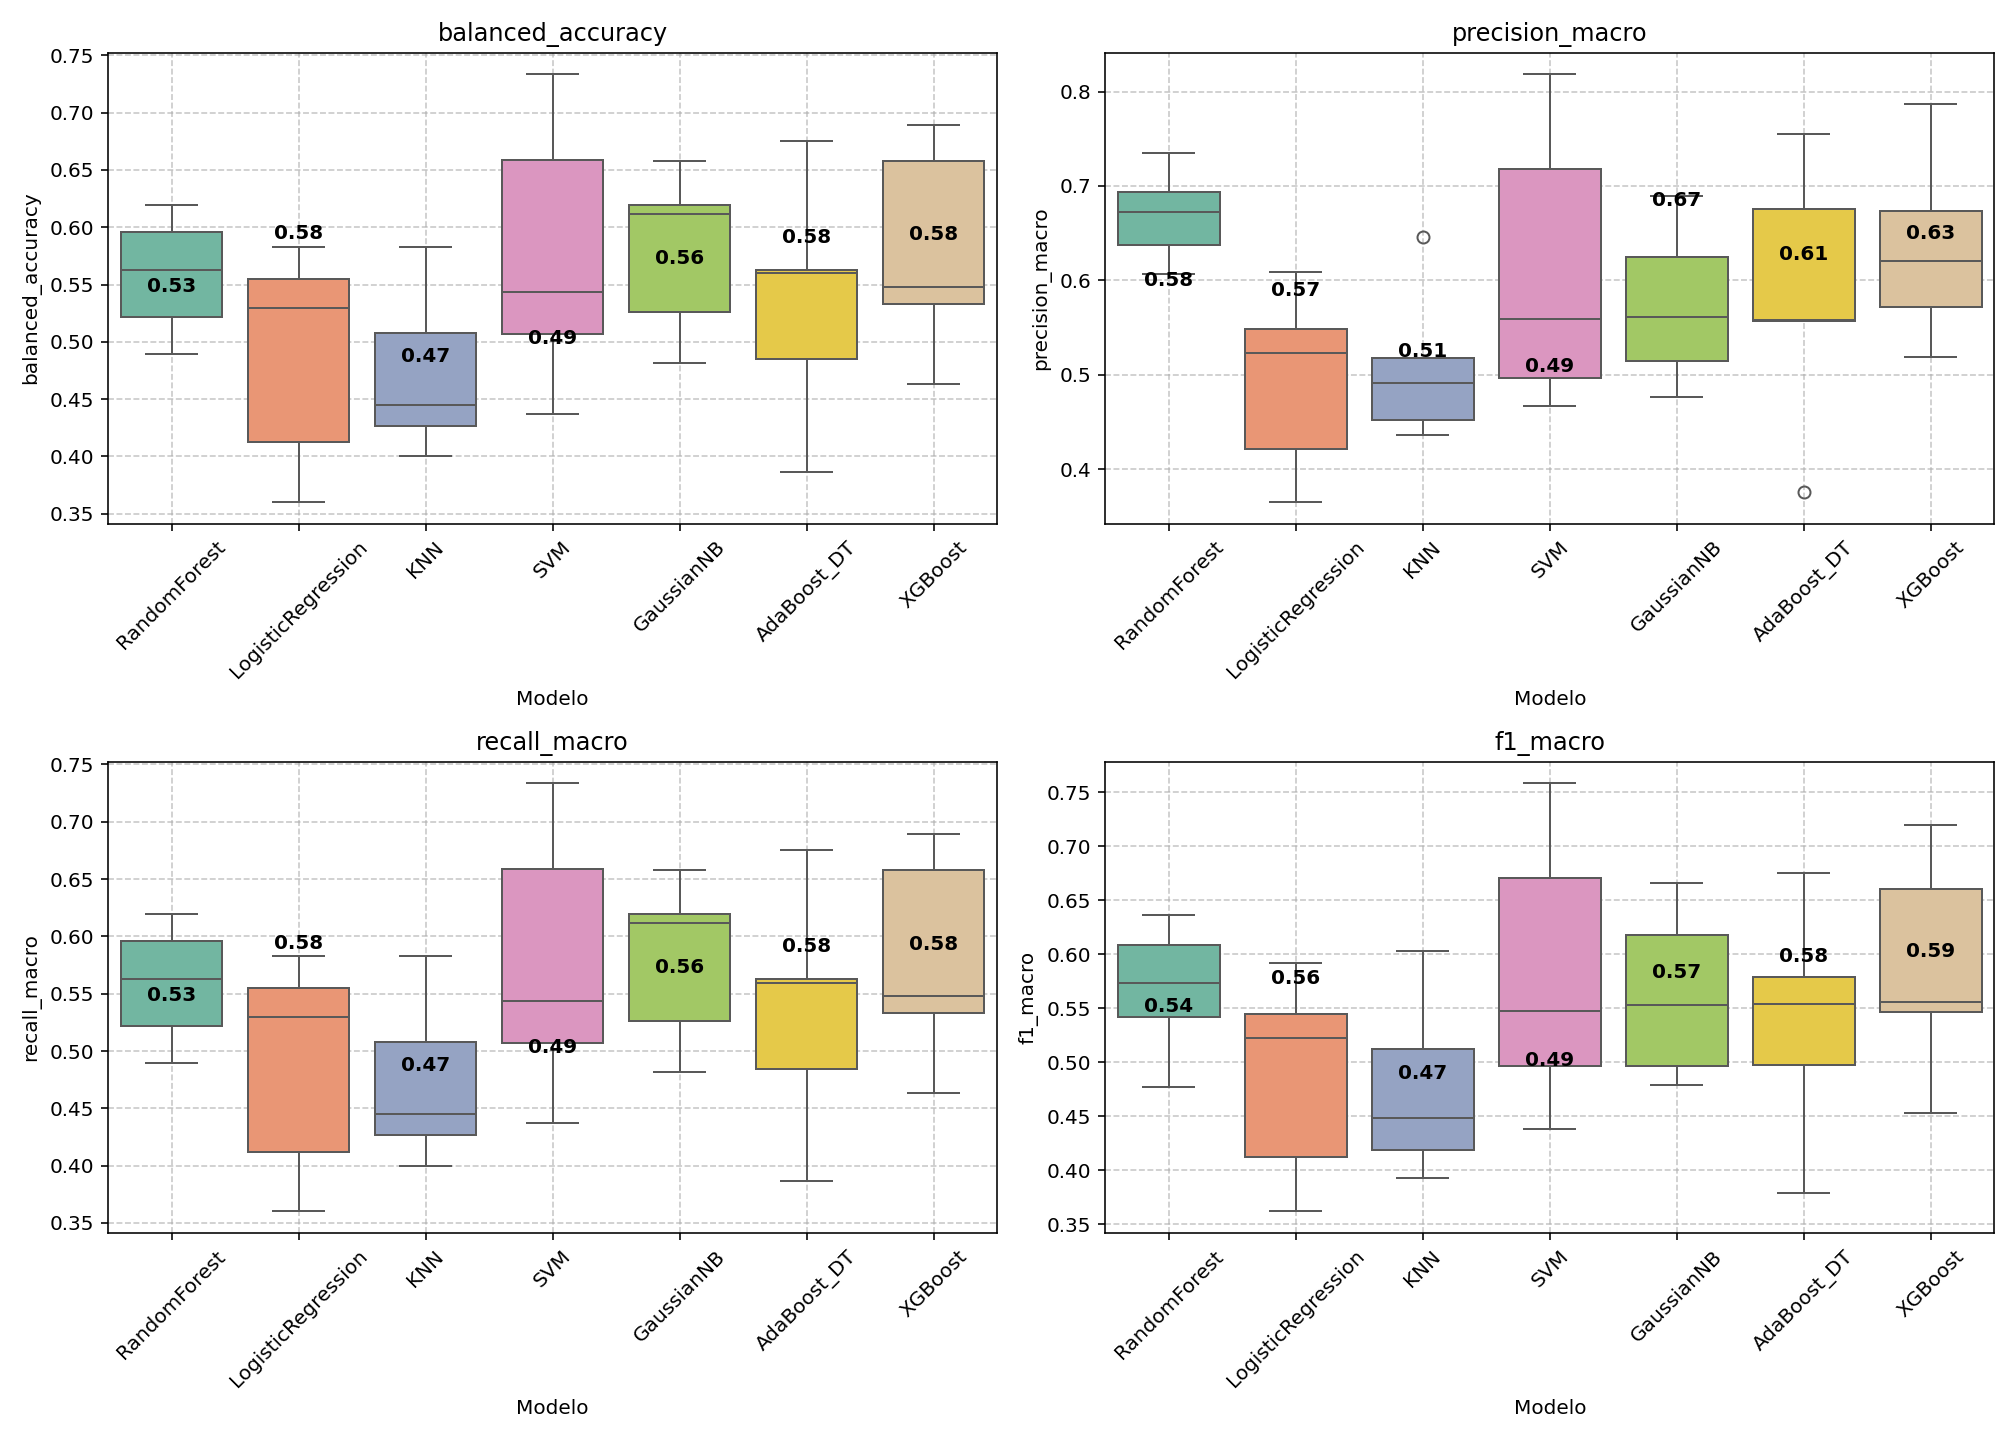 balanced_accuracy
balanced_accuracy
0.75
0.70
0.65
0.60
0.55
0.50
0.45
0.40
0.35
0.53
0.58
0.47
0.49
0.56
0.58
0.58
RandomForest
LogisticRegression
KNN
SVM
GaussianNB
AdaBoost_DT
XGBoost
Modelo
precision_macro
precision_macro
0.8
0.7
0.6
0.5
0.4
0.58
0.57
0.51
0.49
0.67
0.61
0.63
RandomForest
LogisticRegression
KNN
SVM
GaussianNB
AdaBoost_DT
XGBoost
Modelo
recall_macro
recall_macro
0.75
0.70
0.65
0.60
0.55
0.50
0.45
0.40
0.35
0.53
0.58
0.47
0.49
0.56
0.58
0.58
RandomForest
LogisticRegression
KNN
SVM
GaussianNB
AdaBoost_DT
XGBoost
Modelo
f1_macro
f1_macro
0.75
0.70
0.65
0.60
0.55
0.50
0.45
0.40
0.35
0.54
0.56
0.47
0.49
0.57
0.58
0.59
RandomForest
LogisticRegression
KNN
SVM
GaussianNB
AdaBoost_DT
XGBoost
Modelo